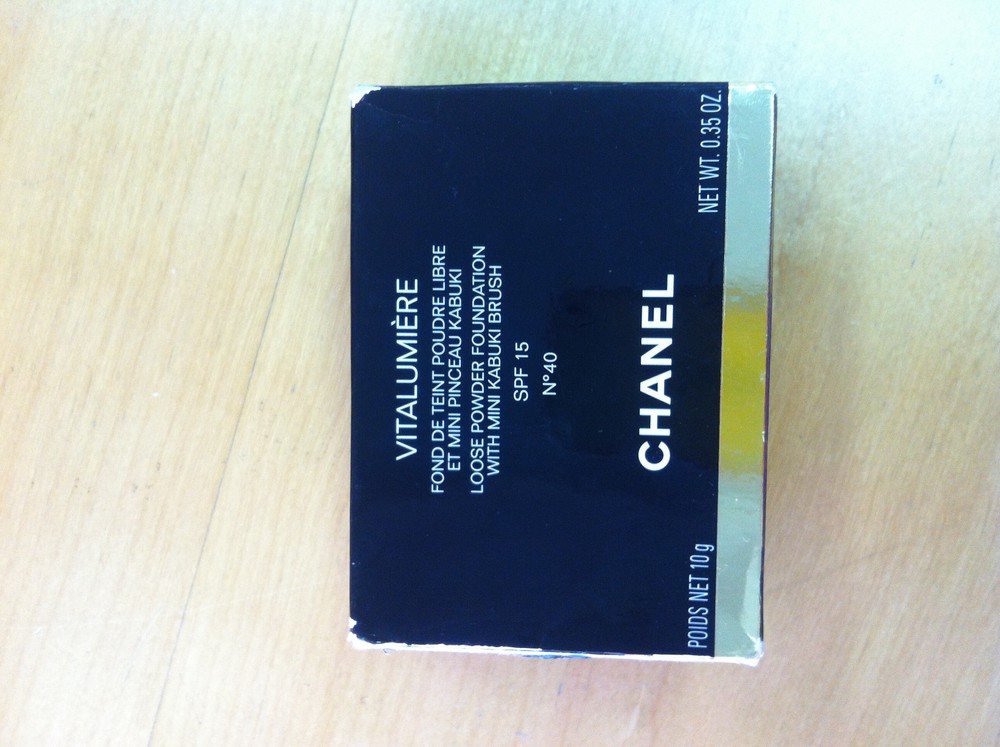 VITALUMIÈRE
FOND DE TEINT POUDRE LIBRE
ET MINI PINCEAU KABUKI
LOOSE POWDER FOUNDATION
WITH MINI KABUKI BRUSH
SPF 15
N°40
CHANEL
POIDS NET 10 g NET WT. 0.35 OZ.